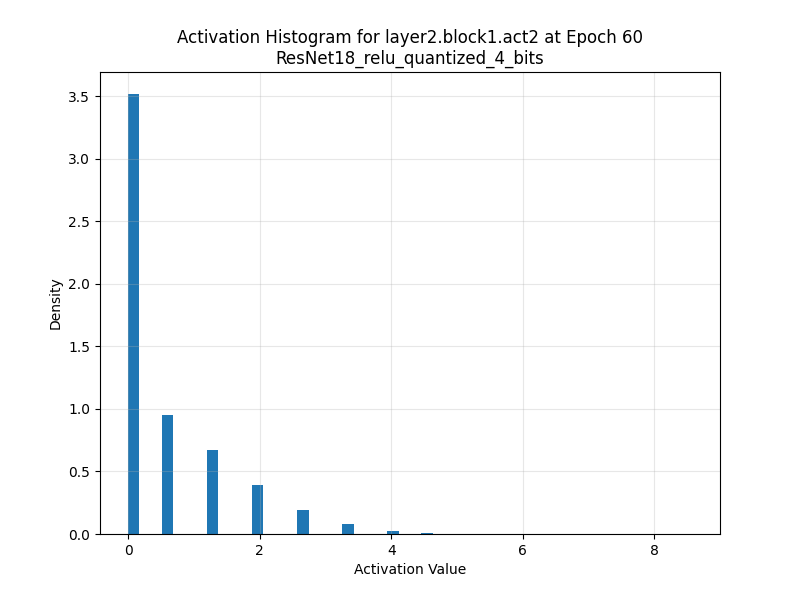 Activation Histogram for layer2.block1.act2 at Epoch 60
ResNet18_relu_quantized_4_bits
3.5
3.0
2.5
2.0
1.5
1.0
0.5
0.0
Density
0 2 4 6 8
Activation Value